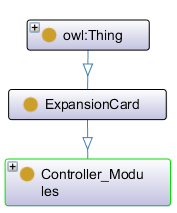 owl:Thing
ExpansionCard
Controller_Modu
les